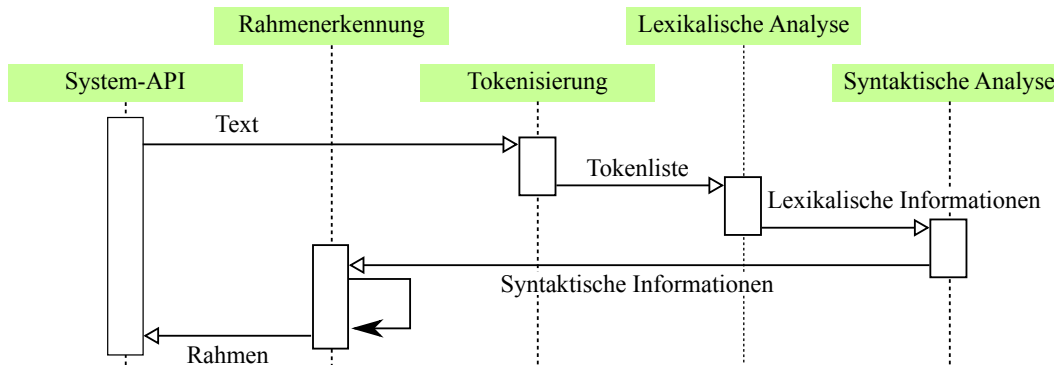 Rahmenerkennung
Lexikalische Analyse
System-API
Tokenisierung
Syntaktische Analyse
Text
Tokenliste
Lexikalische Informationen
Syntaktische Informationen
Rahmen